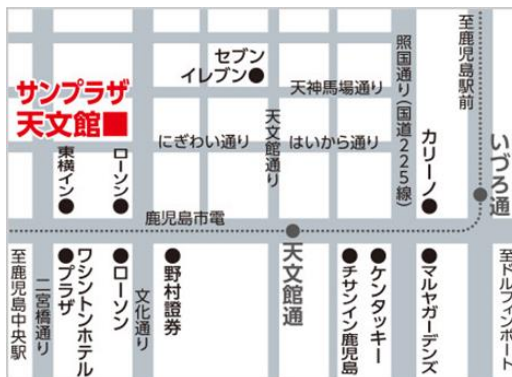 セブン
イレブン
天神馬場通り
照国通り(国道225線)
至鹿児島駅前
サンプラザ
天文館
にぎわい通り
天文館通り
はいから通り
カリーノ
いづろ通
東横イン
ローソン
鹿児島市電
天文館通
至鹿児島中央駅
二宮橋通り
ワシントンホテル
プラザ
ローソン
文化通り
野村證券
チサンイン鹿児島
ケンタッキー
マルヤガーデンズ
至ドルフィンポート